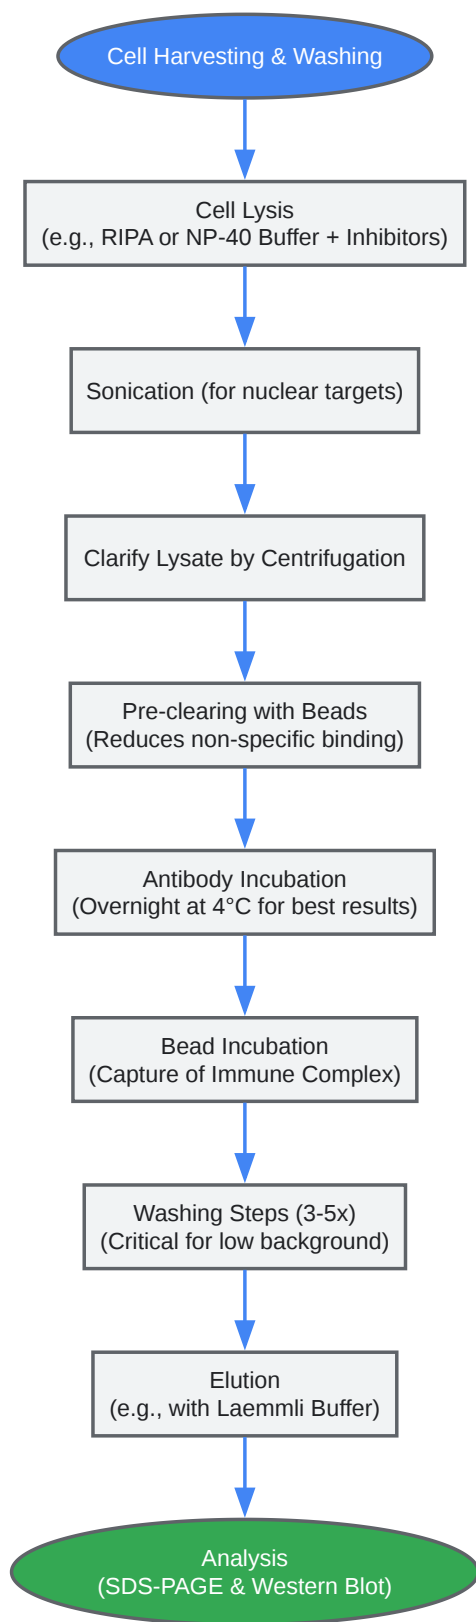 Cell Harvesting & Washing
Cell Lysis
(e.g., RIPA or NP-40 Buffer + Inhibitors)
Sonication (for nuclear targets)
Clarify Lysate by Centrifugation
Pre-clearing with Beads
(Reduces non-specific binding)
Antibody Incubation
(Overnight at 4°C for best results)
Bead Incubation
(Capture of Immune Complex)
Washing Steps (3-5x)
(Critical for low background)
Elution
(e.g., with Laemmli Buffer)
Analysis
(SDS-PAGE & Western Blot)